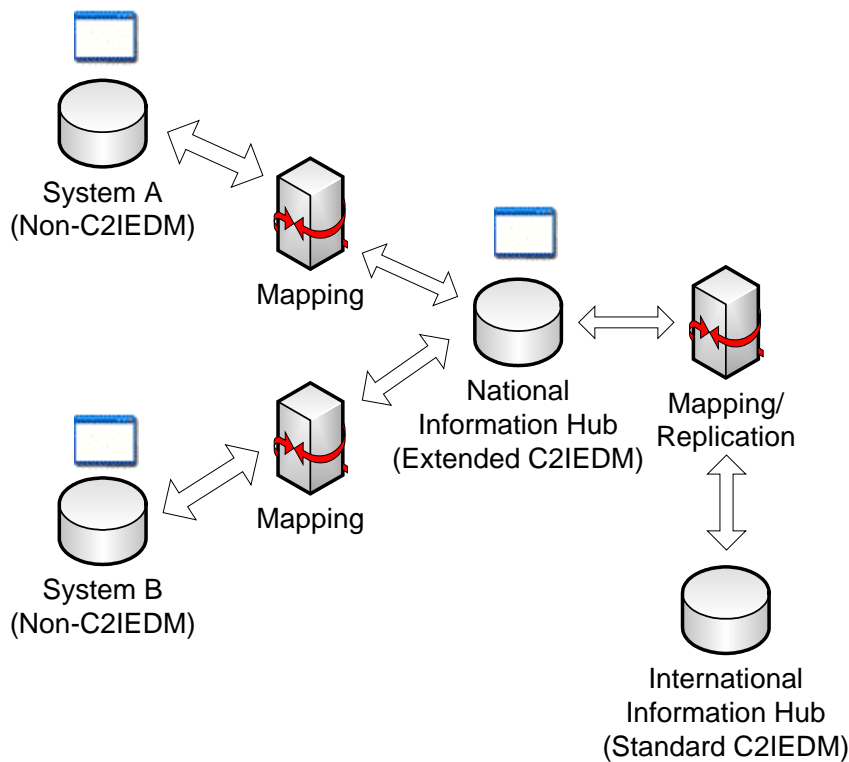 System A
(Non-C2IEDM)
Mapping
National
Information Hub
(Extended C2IEDM)
Mapping/
Replication
Mapping
System B
(Non-C2IEDM)
International
Information Hub
(Standard C2IEDM)